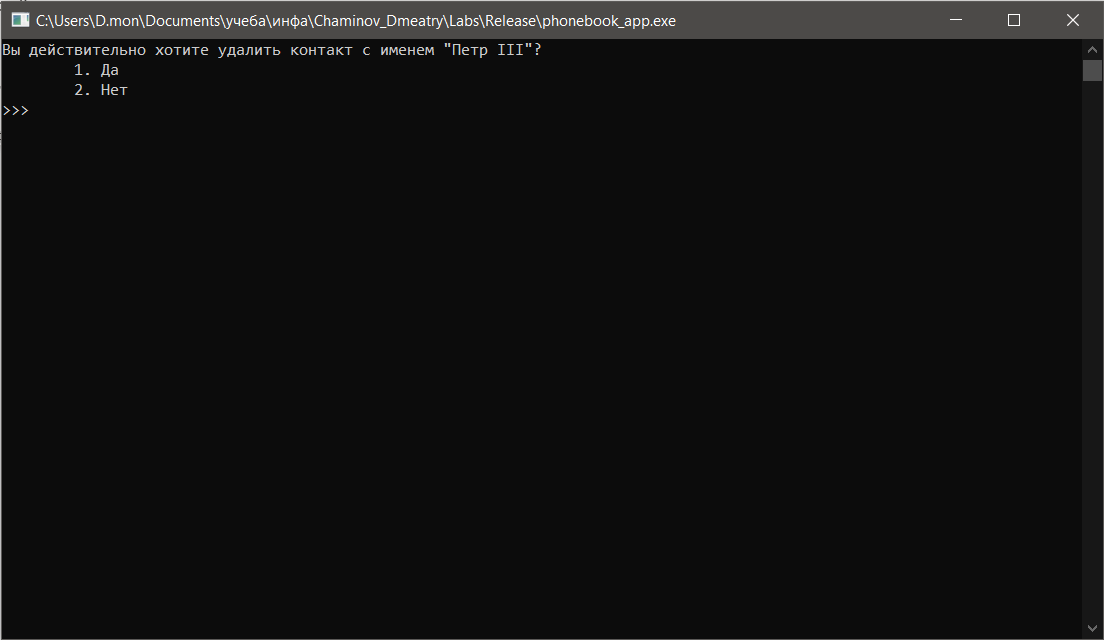 C:\Users\D.mon\Documents\учеба\инфа\Chaminov_Dmeatry\Labs\Release\phonebook_app.exe
Вы действительно хотите удалить контакт с именем "Петр III"?
1. Да
2. Нет
>>>